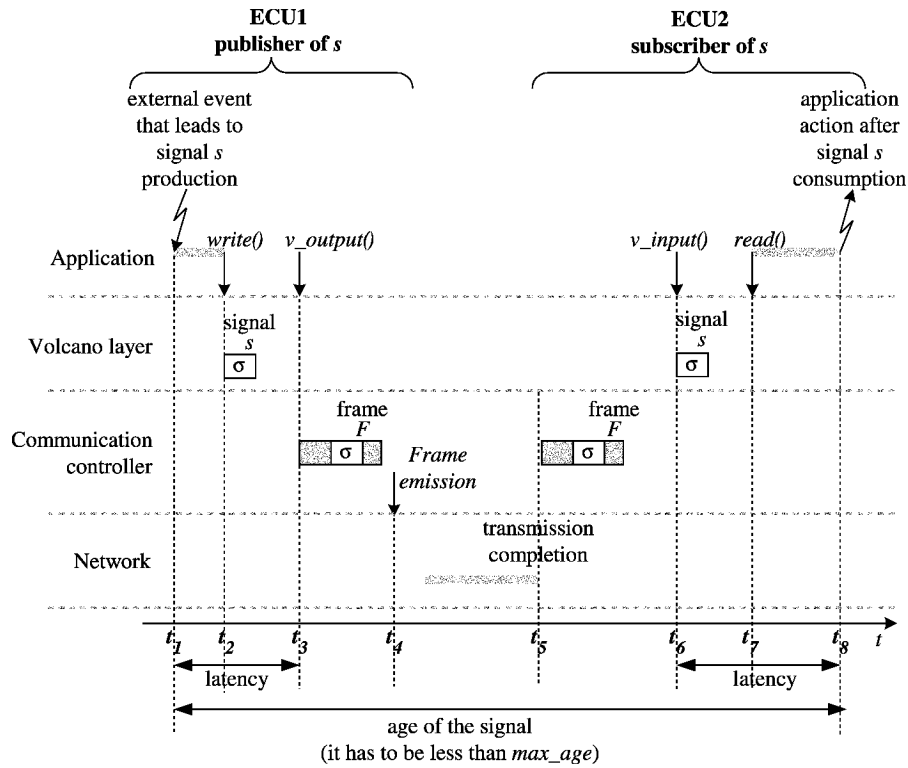 ECU1
publisher of s
ECU2
subscriber of s
external event
that leads to
signal s
production
application
action after
signal s
consumption
write()
v_output()
v_input()
read()
Application
signal
s
signal
s
Volcano layer
σ
σ
frame
F
frame
F
Communication
controller
σ
σ
Frame
emission
transmission
completion
Network
t1 t2 t3 t4 t5 t6 t7 t8 t
latency
latency
age of the signal
(it has to be less than max_age)